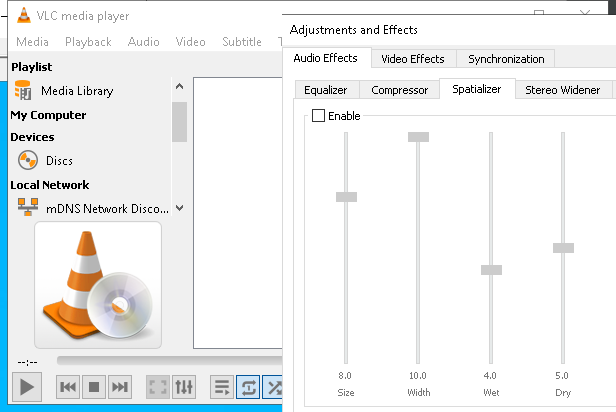 VLC media player
Media Playback Audio Video Subtitle
Playlist
Media Library
My Computer
Devices
Discs
Local Network
mDNS Network Disco...
--:--
Adjustments and Effects
Audio Effects Video Effects Synchronization
Equalizer Compressor Spatializer Stereo Widener
Enable
8.0 10.0 4.0 5.0
Size Width Wet Dry